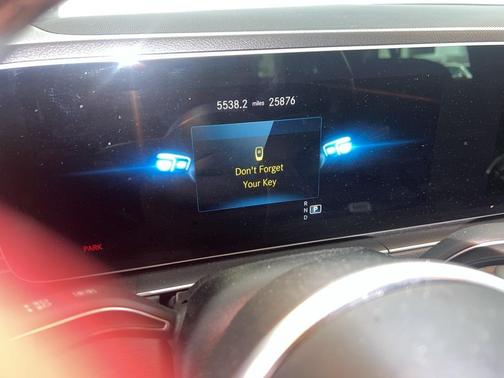 5538.2 miles 25876
Don't Forget
Your Key
R
N P
D
PARK